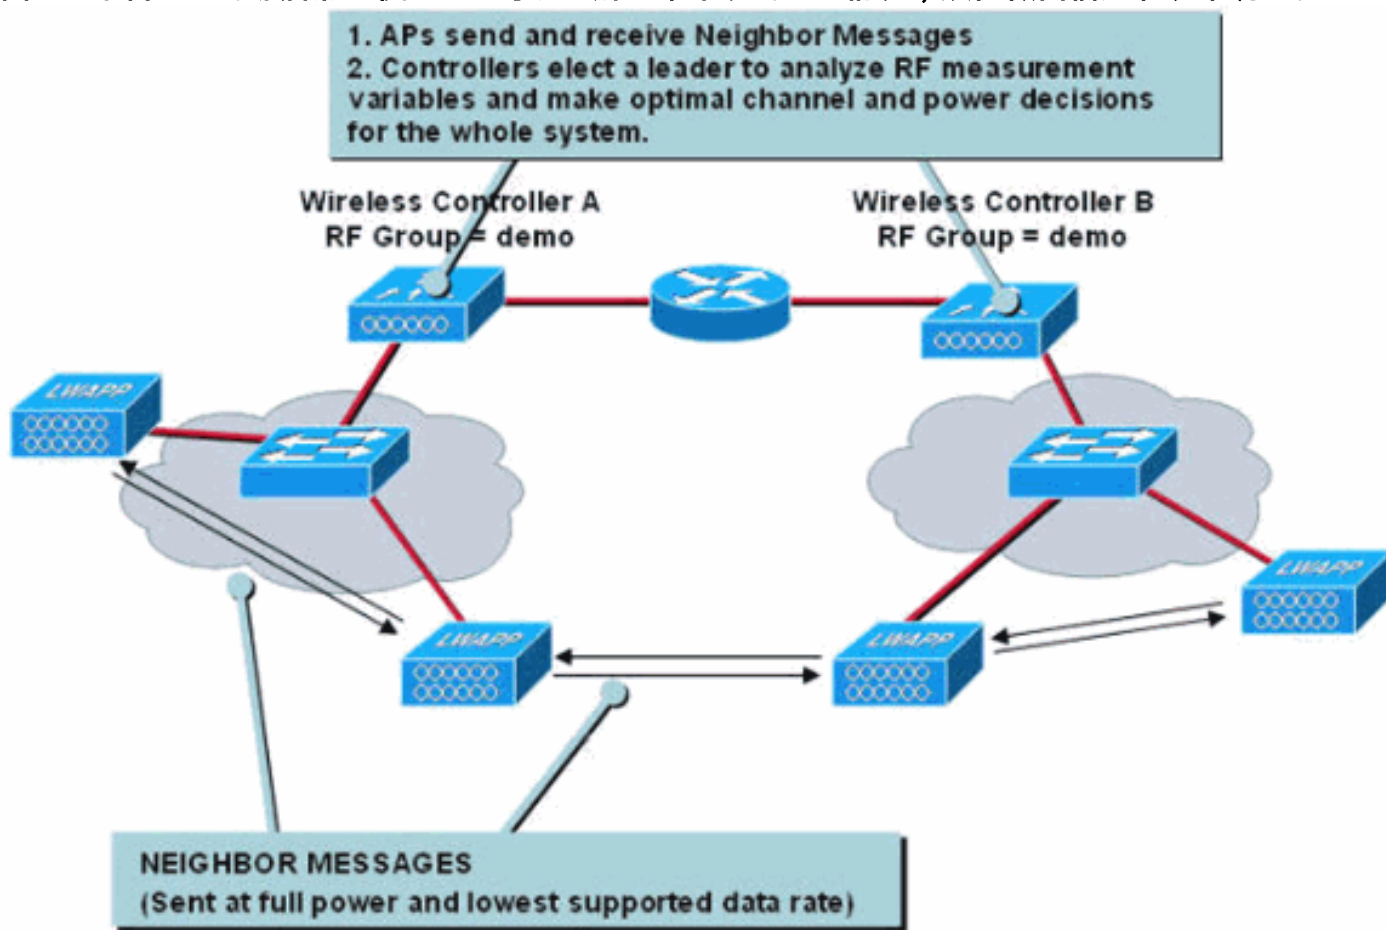 1. APs send and receive Neighbor Messages
2. Controllers elect a leader to analyze RF measurement
variables and make optimal channel and power decisions
for the whole system.
Wireless Controller A
RF Group = demo
Wireless Controller B
RF Group = demo
LWAPP
LWAPP
LWAPP
LWAPP
NEIGHBOR MESSAGES
(Sent at full power and lowest supported data rate)